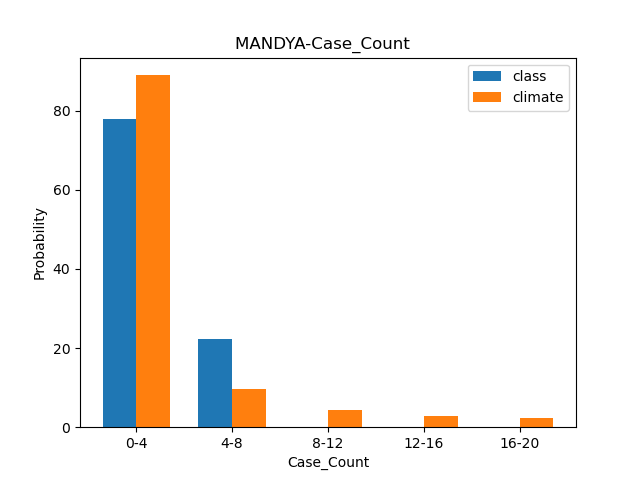 MANDYA-Case_Count
class
climate
80
60
40
20
0
Probability
0-4 4-8 8-12 12-16 16-20
Case_Count